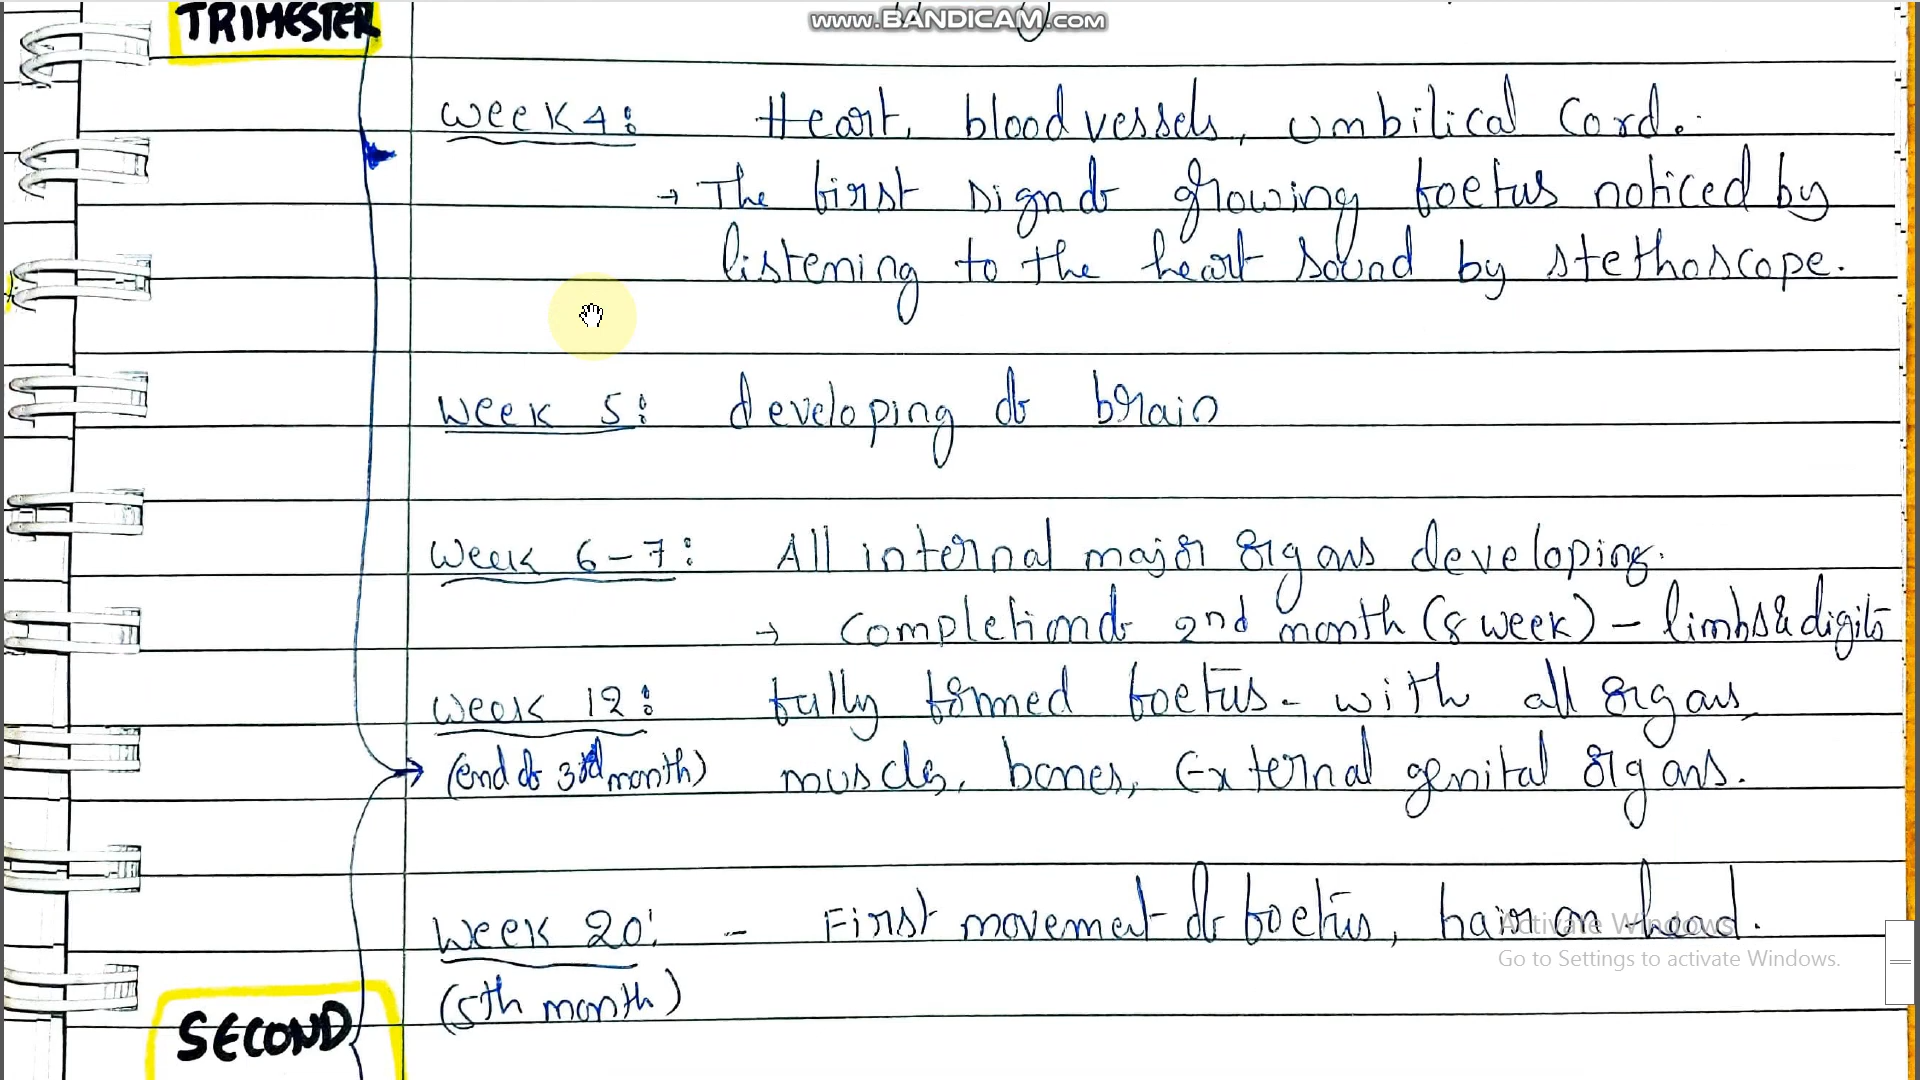 www.BANDICAM.com
TRIMESTER
Week 4: Heart, blood vessels, umbilical cord.
→ The first sign of growing foetus noticed by
listening to the heart sound by stethoscope.
Week 5: developing of brain
Week 6-7: All internal major organs developing.
→ Completion of 2nd month (8 week) - limbs & digits
Week 12: fully formed foetus - with all organs,
(end of 3rd month) muscles, bones, External genital organs.
Week 20: - First movement of foetus, hair on head.
(5th month)
Activate Windows
Go to Settings to activate Windows.
SECOND